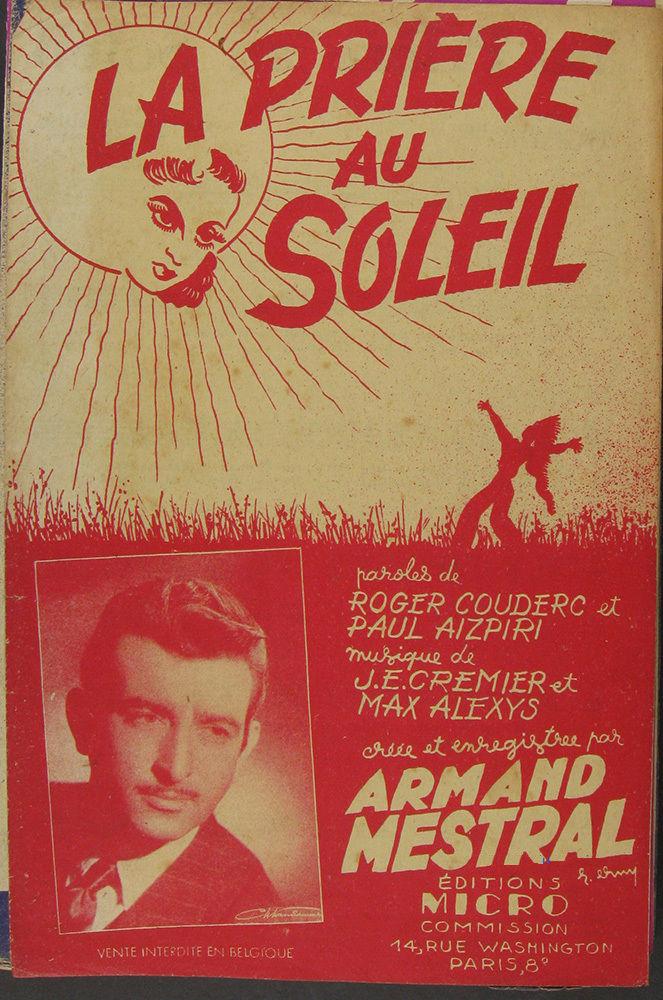 LA PRIÈRE
AU
SOLEIL
paroles de
ROGER COUDERC et
PAUL AIZPIRI
musique de
J.E. CREMIER et
MAX ALEXYS
créée et enregistrée par
ARMAND
MESTRAL
ÉDITIONS
MICRO
COMMISSION
14, RUE WASHINGTON
PARIS, 8e
VENTE INTERDITE EN BELGIQUE